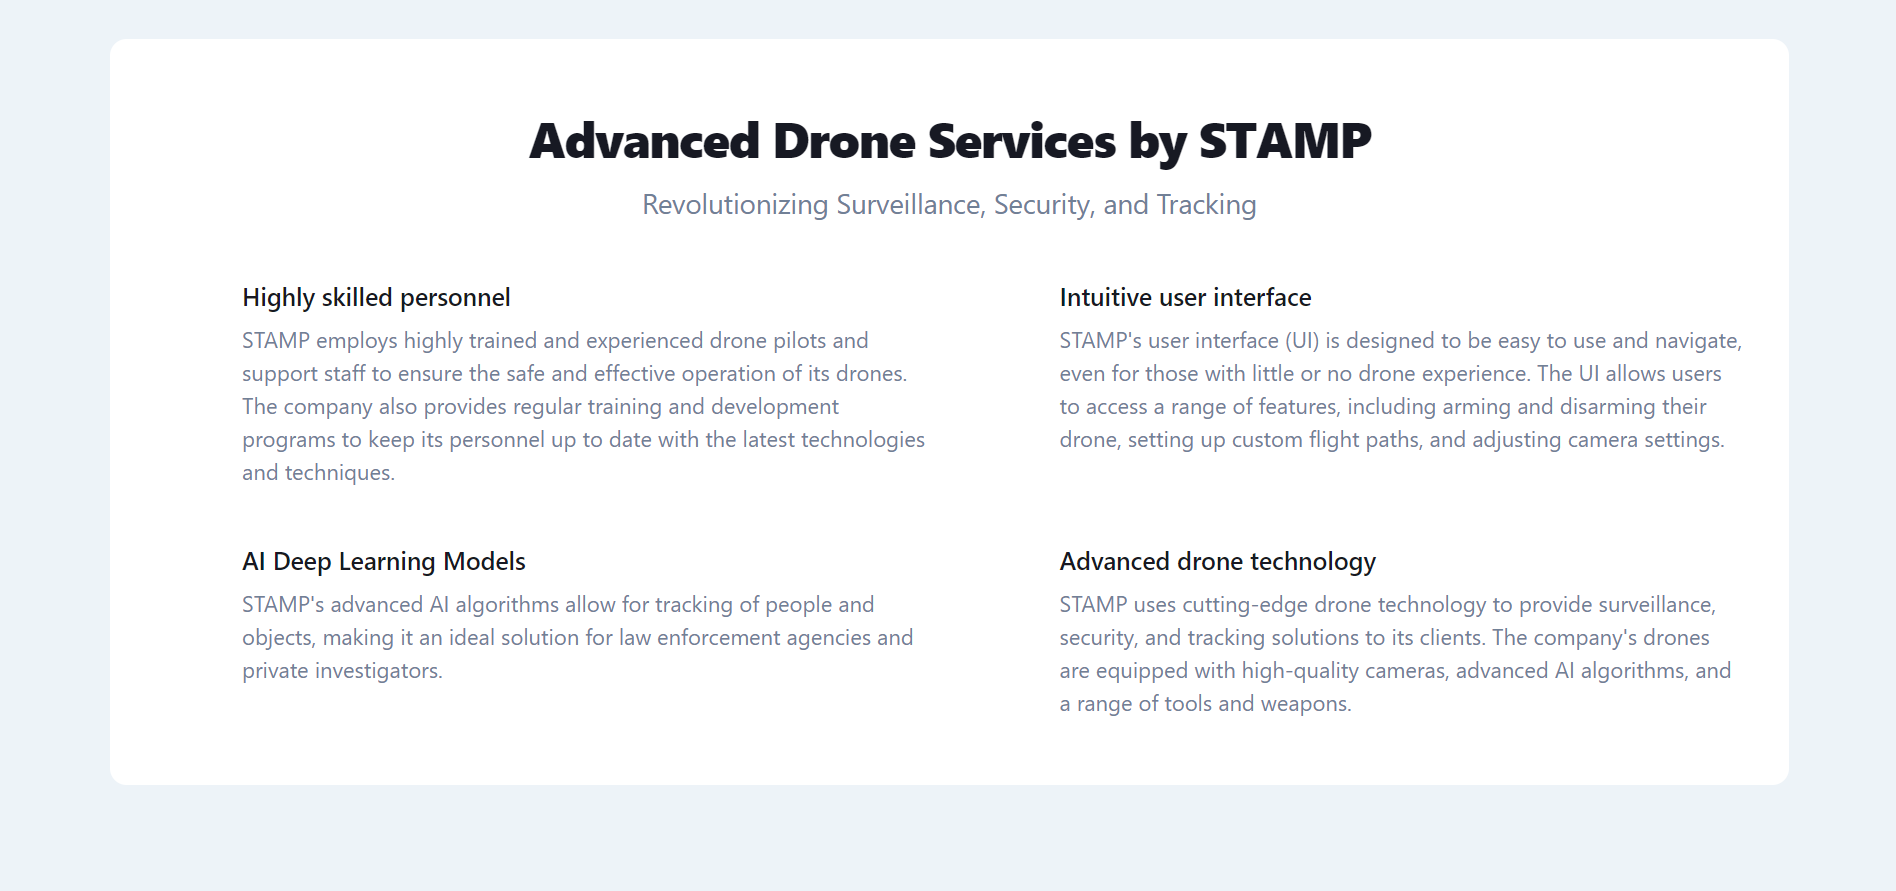 Advanced Drone Services by STAMP
Revolutionizing Surveillance, Security, and Tracking
Highly skilled personnel
STAMP employs highly trained and experienced drone pilots and
support staff to ensure the safe and effective operation of its drones.
The company also provides regular training and development
programs to keep its personnel up to date with the latest technologies
and techniques.
Intuitive user interface
STAMP's user interface (UI) is designed to be easy to use and navigate,
even for those with little or no drone experience. The UI allows users
to access a range of features, including arming and disarming their
drone, setting up custom flight paths, and adjusting camera settings.
AI Deep Learning Models
STAMP's advanced AI algorithms allow for tracking of people and
objects, making it an ideal solution for law enforcement agencies and
private investigators.
Advanced drone technology
STAMP uses cutting-edge drone technology to provide surveillance,
security, and tracking solutions to its clients. The company's drones
are equipped with high-quality cameras, advanced AI algorithms, and
a range of tools and weapons.